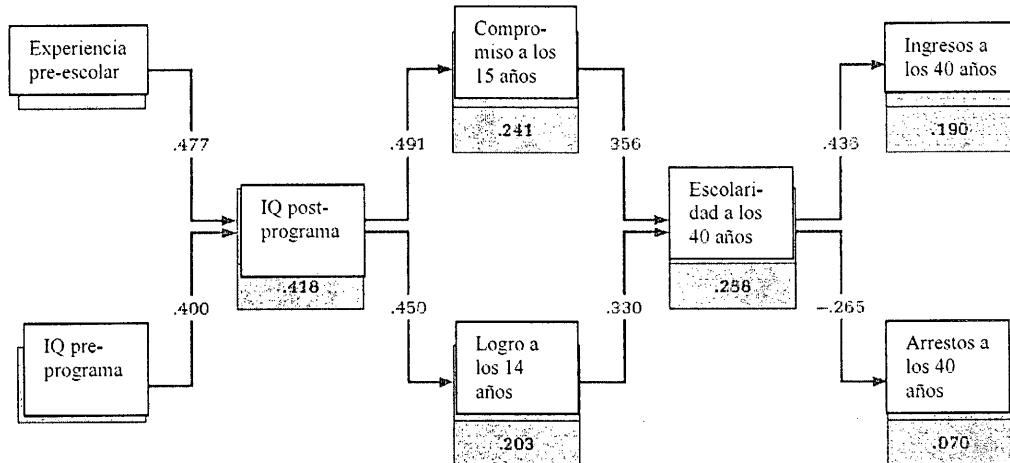 Experiencia
pre-escolar
.477
.400
IQ pre-
programa
IQ post-
programa
.418
.491
.450
Compro-
miso a los
15 años
.241
Logro a
los 14
años
.203
356
.330
Escolari-
dad a los
40 años
-.265
Ingresos a
los 40 años
.190
Arrestos a
los 40
años
.070